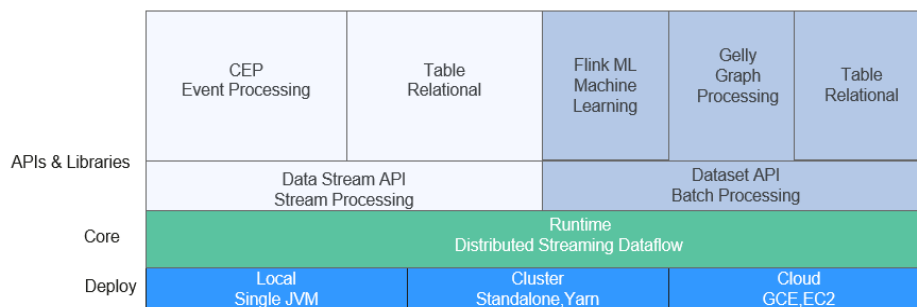 CEP
Event Processing
Table
Relational
Flink ML
Machine
Learning
Gelly
Graph
Processing
Table
Relational
APIs & Libraries
Data Stream API
Stream Processing
Dataset API
Batch Processing
Core
Runtime
Distributed Streaming Dataflow
Deploy
Local
Single JVM
Cluster
Standalone,Yarn
Cloud
GCE,EC2